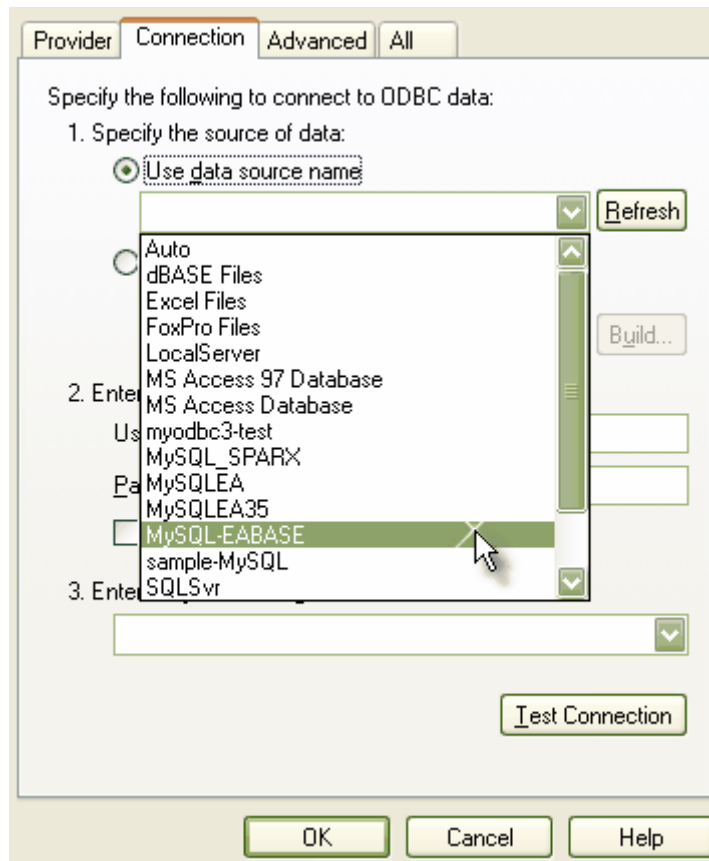 Provider Connection Advanced All
Specify the following to connect to ODBC data:
1. Specify the source of data:
Use data source name
Refresh
Auto
dBASE Files
Excel Files
FoxPro Files
LocalServer
Build...
MS Access 97 Database
2. Enter
MS Access Database
Us
myodbc3-test
MySQL_SPARX
Pa
MySQLEA
MySQLEA35
MySQL-EABASE
sample-MySQL
3. Enter
SQLSvr
Test Connection
OK Cancel Help